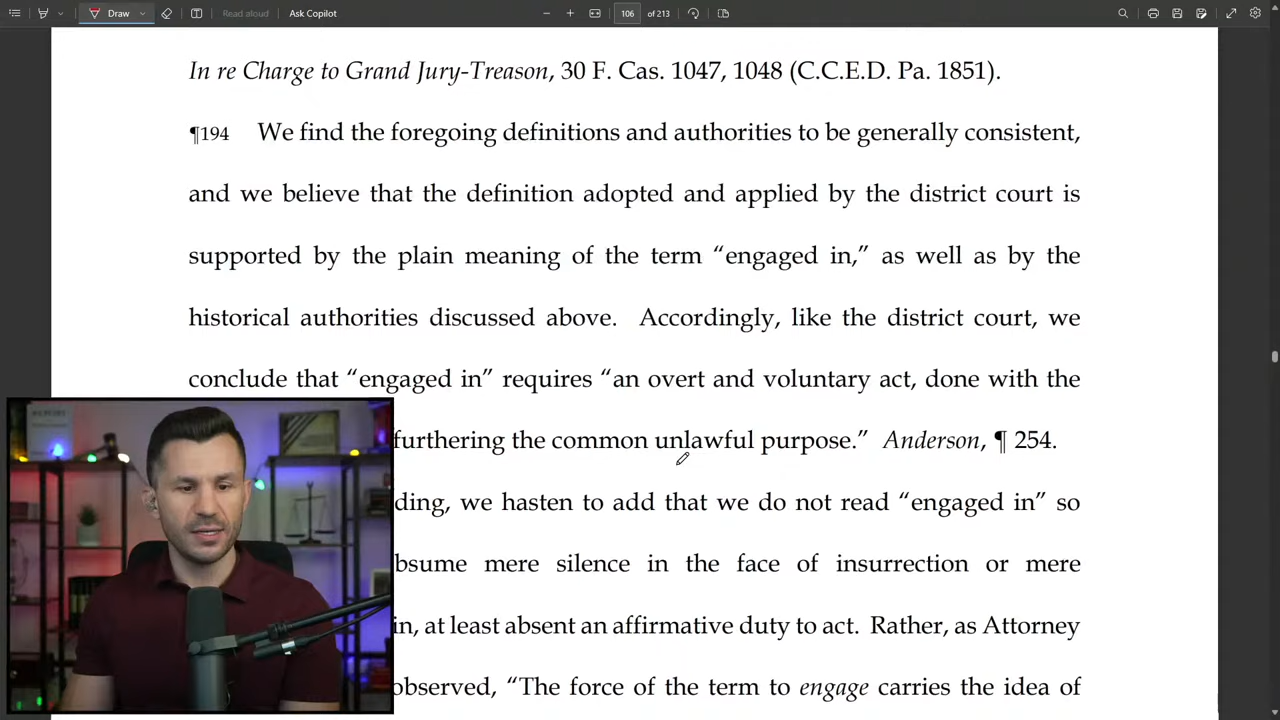 Draw
Read aloud
Ask Copilot
106 of 213
In re Charge to Grand Jury-Treason, 30 F. Cas. 1047, 1048 (C.C.E.D. Pa. 1851).
¶194 We find the foregoing definitions and authorities to be generally consistent,
and we believe that the definition adopted and applied by the district court is
supported by the plain meaning of the term “engaged in,” as well as by the
historical authorities discussed above. Accordingly, like the district court, we
conclude that “engaged in” requires “an overt and voluntary act, done with the
furthering the common unlawful purpose.” Anderson, ¶ 254.
ding, we hasten to add that we do not read “engaged in” so
bsume mere silence in the face of insurrection or mere
in, at least absent an affirmative duty to act. Rather, as Attorney
observed, “The force of the term to engage carries the idea of